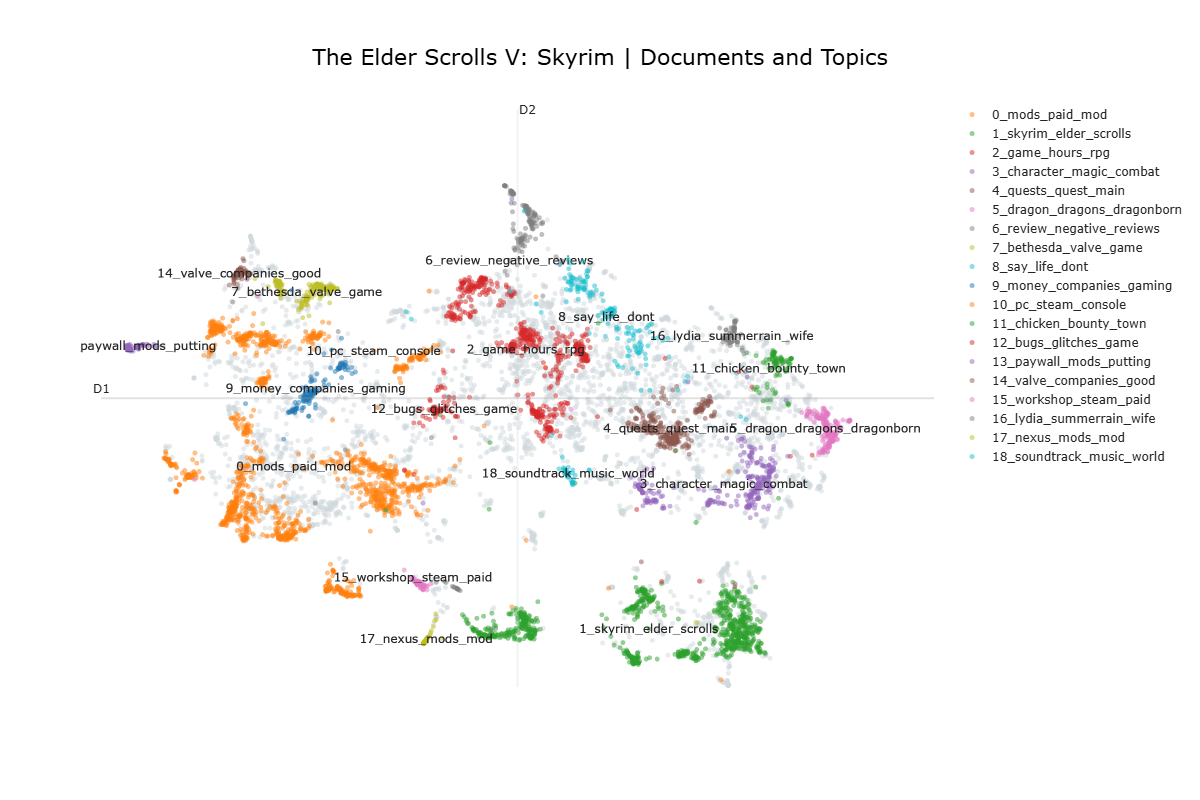 The Elder Scrolls V: Skyrim | Documents and Topics
D2
D1
6_review_negative_reviews
14_valve_companies_good
7_bethesda_valve_game
8_say_life_dont
16_lydia_summerrain_wife
paywall_mods_putting
10_pc_steam_console
2_game_hours_rpg
11_chicken_bounty_town
9_money_companies_gaming
12_bugs_glitches_game
4_quests_quest_main
5_dragon_dragons_dragonborn
0_mods_paid_mod
18_soundtrack_music_world
3_character_magic_combat
15_workshop_steam_paid
1_skyrim_elder_scrolls
17_nexus_mods_mod
0_mods_paid_mod
1_skyrim_elder_scrolls
2_game_hours_rpg
3_character_magic_combat
4_quests_quest_main
5_dragon_dragons_dragonborn
6_review_negative_reviews
7_bethesda_valve_game
8_say_life_dont
9_money_companies_gaming
10_pc_steam_console
11_chicken_bounty_town
12_bugs_glitches_game
13_paywall_mods_putting
14_valve_companies_good
15_workshop_steam_paid
16_lydia_summerrain_wife
17_nexus_mods_mod
18_soundtrack_music_world